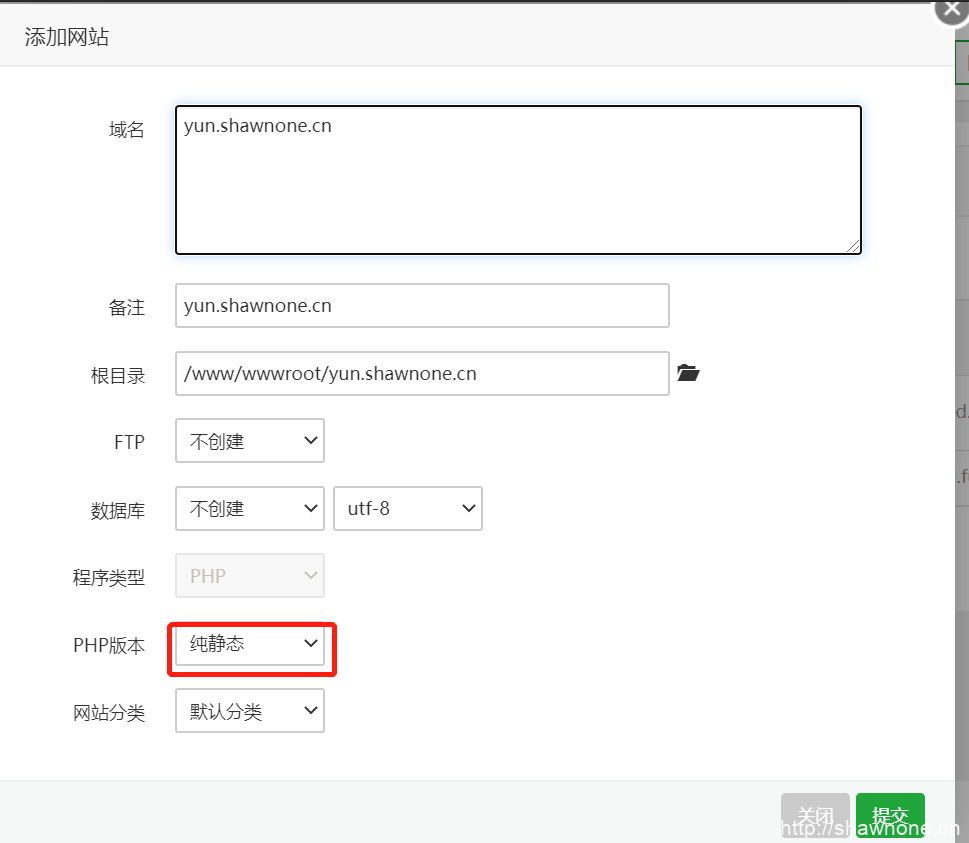 添加网站
域名 yun.shawnone.cn
备注 yun.shawnone.cn
根目录 /www/wwwroot/yun.shawnone.cn
FTP 不创建
数据库 不创建 utf-8
程序类型 PHP
PHP版本 纯静态
网站分类 默认分类
关闭 提交
http://shawnone.cn
d.
.f